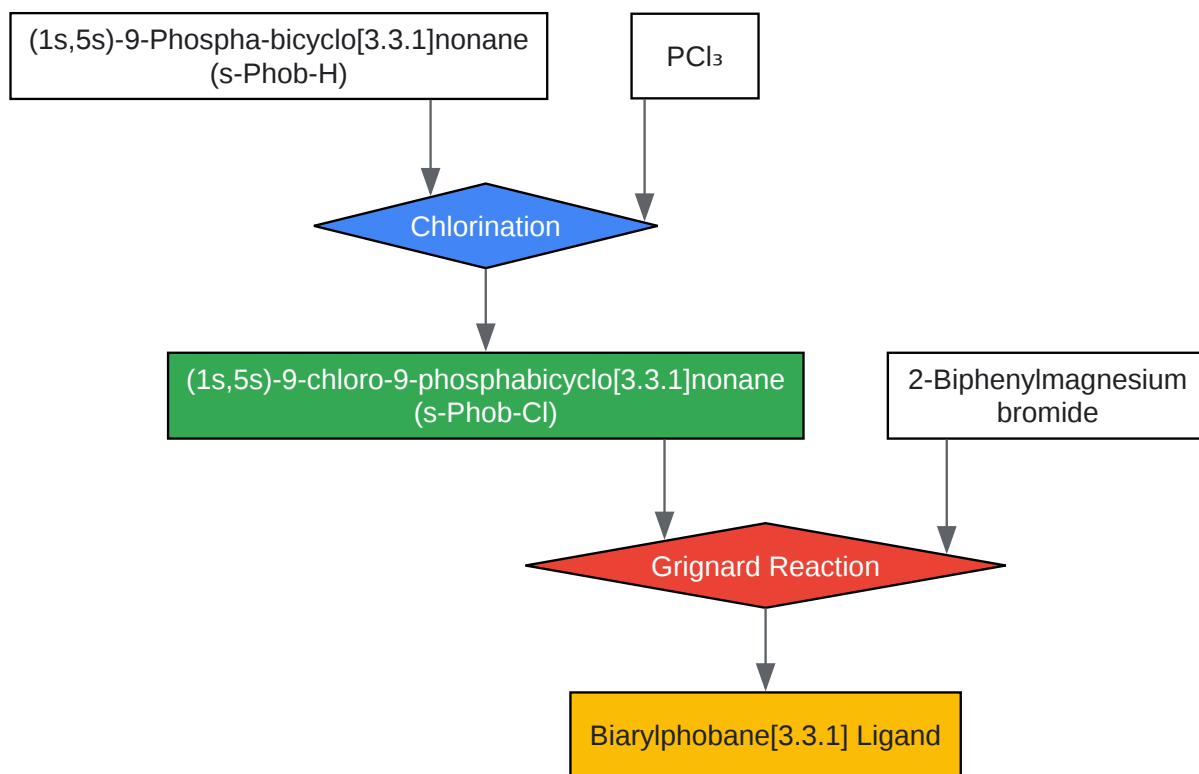 (1s,5s)-9-Phospha-bicyclo[3.3.1]nonane
(s-Phob-H)
PCl₃
Chlorination
(1s,5s)-9-chloro-9-phosphabicyclo[3.3.1]nonane
(s-Phob-Cl)
2-Biphenylmagnesium
bromide
Grignard Reaction
Biarylphobane[3.3.1] Ligand